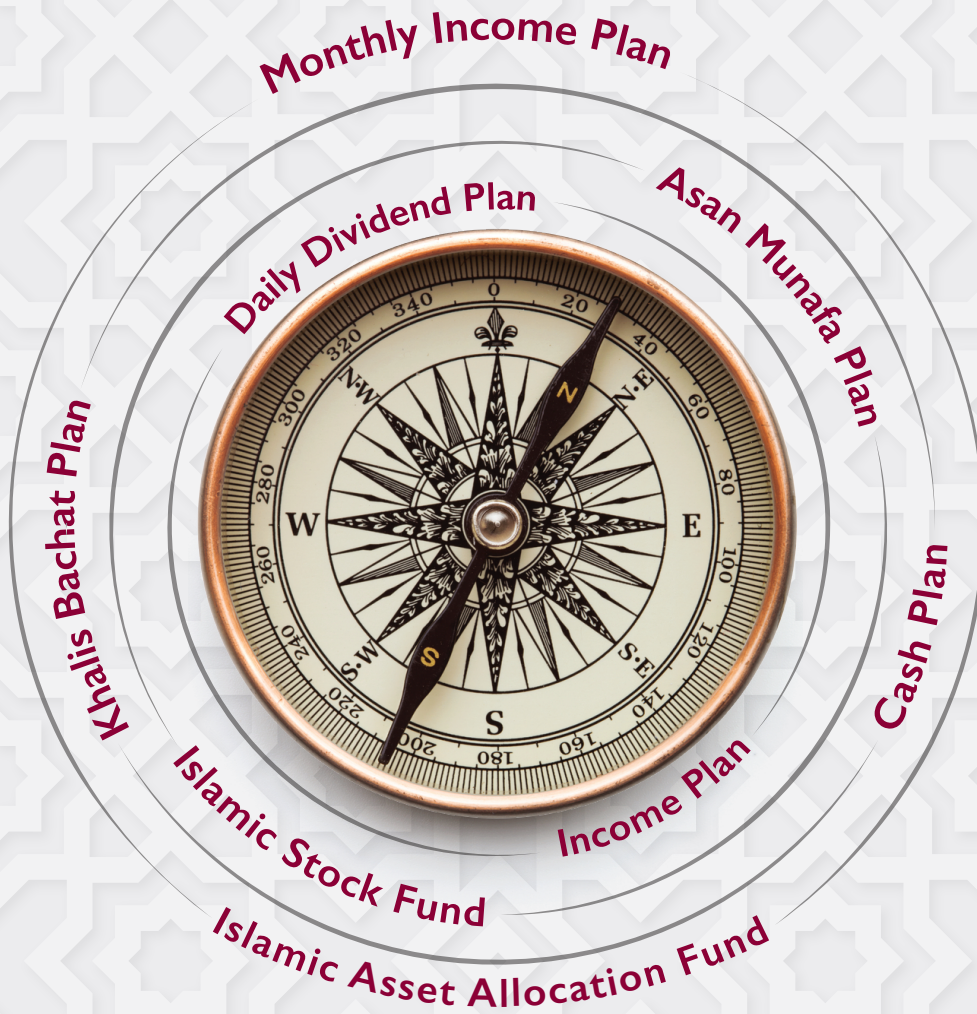 Monthly Income Plan
Daily Dividend Plan
Asan Munafa Plan
Khalis Bachat Plan
Cash Plan
Islamic Stock Fund
Income Plan
Islamic Asset Allocation Fund
0
20
40
60
80
100
120
140
160
180
200
220
240
260
280
300
320
340
N·E
E
S·E
S
S·W
W
N·W
N
S